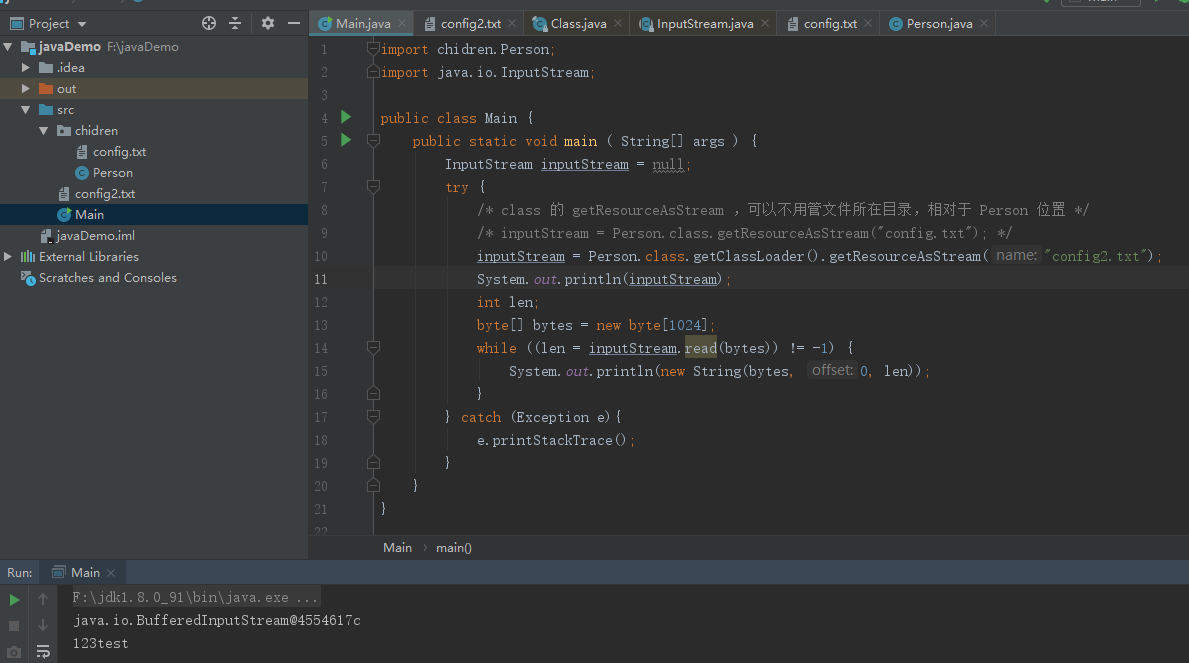 Project
Main.java
config2.txt
Class.java
InputStream.java
config.txt
Person.java
javaDemo F:\javaDemo
.idea
out
src
chidren
config.txt
Person
config2.txt
Main
javaDemo.iml
External Libraries
Scratches and Consoles
1 import chidren.Person;
2 import java.io.InputStream;
3
4 public class Main {
5 public static void main ( String[] args ) {
6 InputStream inputStream = null;
7 try {
8 /* class 的 getResourceAsStream ，可以不用管文件所在目录，相对于 Person 位置 */
9 /* inputStream = Person.class.getResourceAsStream("config.txt"); */
10 inputStream = Person.class.getClassLoader().getResourceAsStream( name: "config2.txt");
11 System.out.println(inputStream);
12 int len;
13 byte[] bytes = new byte[1024];
14 while ((len = inputStream.read(bytes)) != -1) {
15 System.out.println(new String(bytes, offset: 0, len));
16 }
17 } catch (Exception e){
18 e.printStackTrace();
19 }
20 }
21 }
22
Main › main()
Run: Main
F:\jdk1.8.0_91\bin\java.exe ...
java.io.BufferedInputStream@4554617c
123test